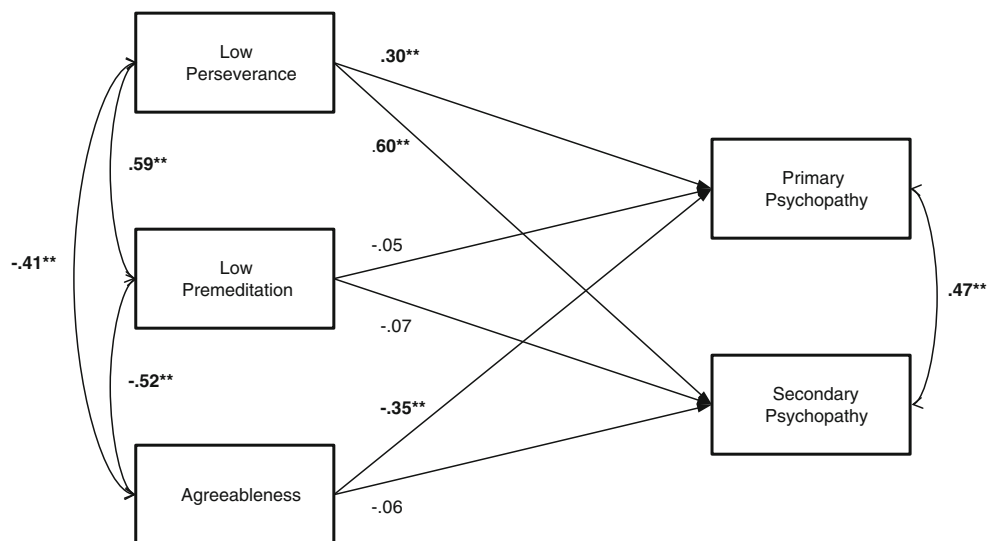 Low
Perseverance
.30**
.60**
.59**
Primary
Psychopathy
-.05
-.41**
Low
Premeditation
.47**
-.07
-.52**
-.35**
Secondary
Psychopathy
Agreeableness
-.06